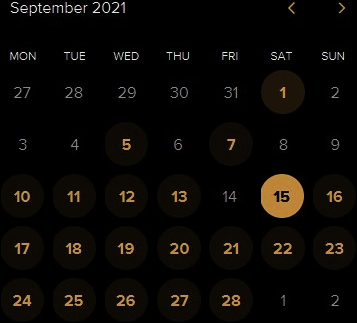 September 2021
MON TUE WED THU FRI SAT SUN
27 28 29 30 31 1 2
3 4 5 6 7 8 9
10 11 12 13 14 15 16
17 18 19 20 21 22 23
24 25 26 27 28 1 2